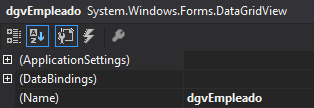 dgvEmpleado System.Windows.Forms.DataGridView
(ApplicationSettings)
(DataBindings)
(Name) dgvEmpleado